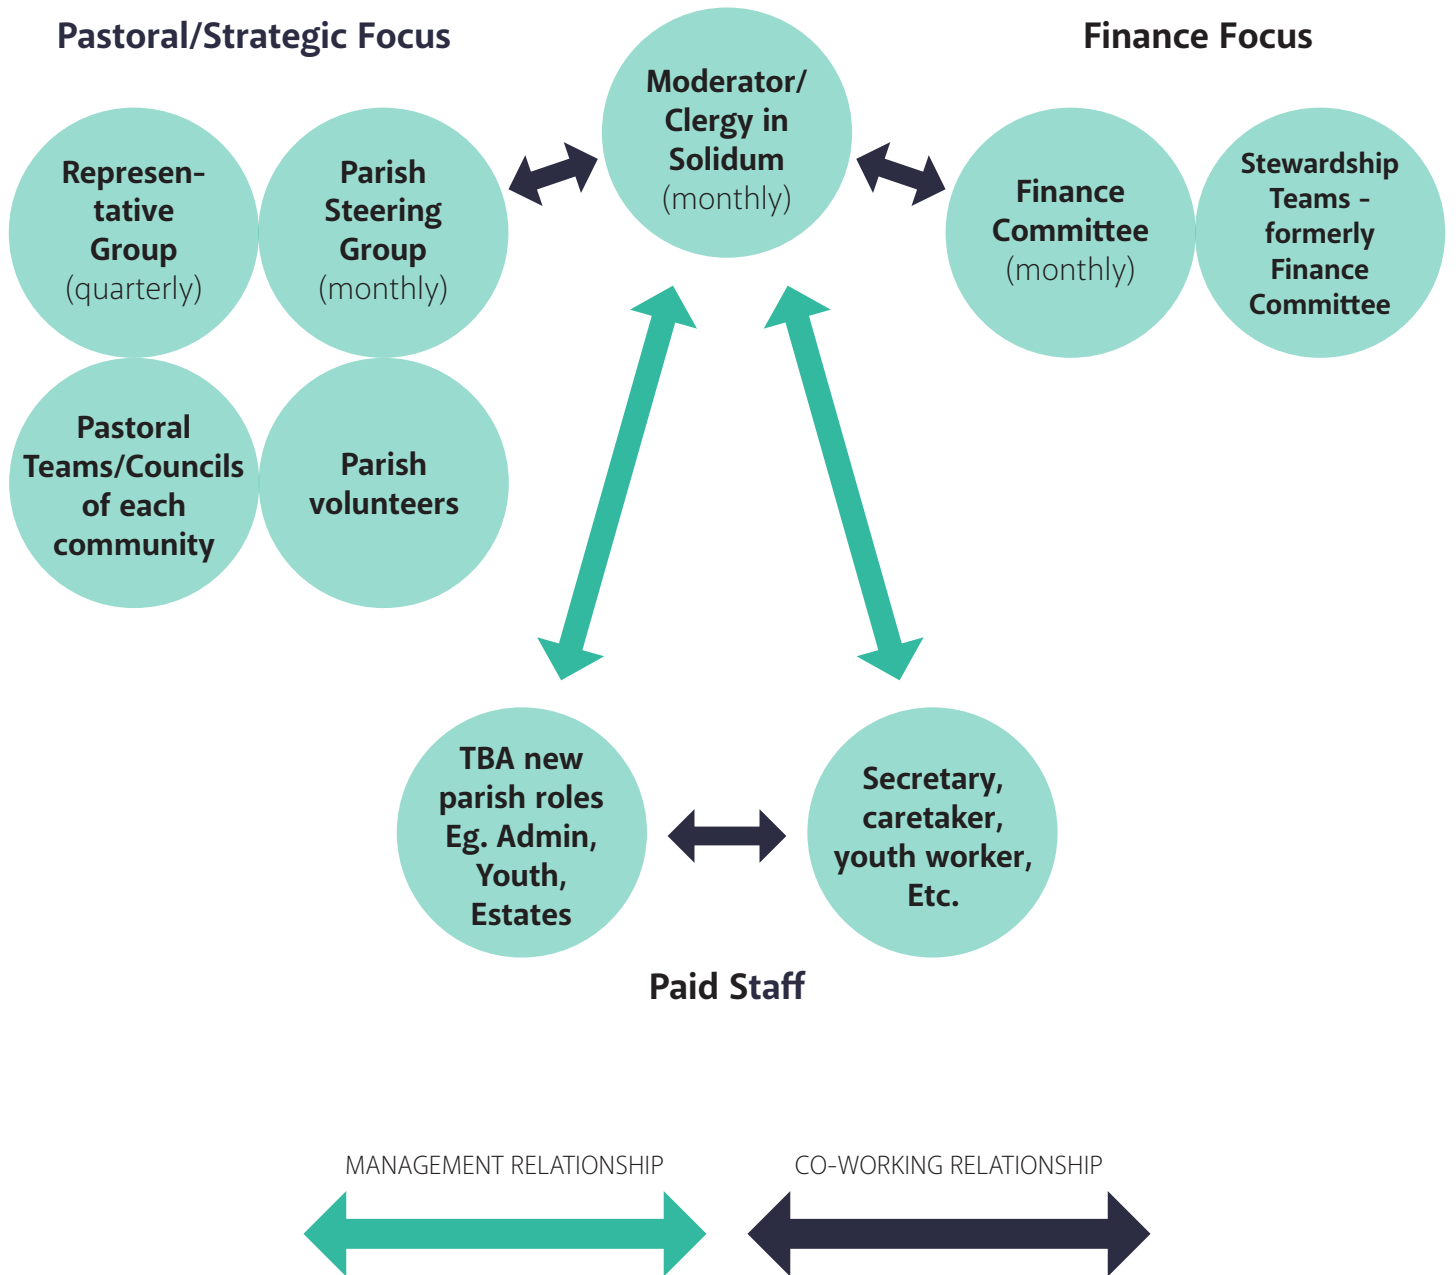 Pastoral/Strategic Focus
Finance Focus
Moderator/
Clergy in
Solidum
(monthly)
Represen-
tative
Group
(quarterly)
Parish
Steering
Group
(monthly)
Finance
Committee
(monthly)
Stewardship
Teams -
formerly
Finance
Committee
Pastoral
Teams/Councils
of each
community
Parish
volunteers
TBA new
parish roles
Eg. Admin,
Youth,
Estates
Secretary,
caretaker,
youth worker,
Etc.
Paid Staff
MANAGEMENT RELATIONSHIP
CO-WORKING RELATIONSHIP